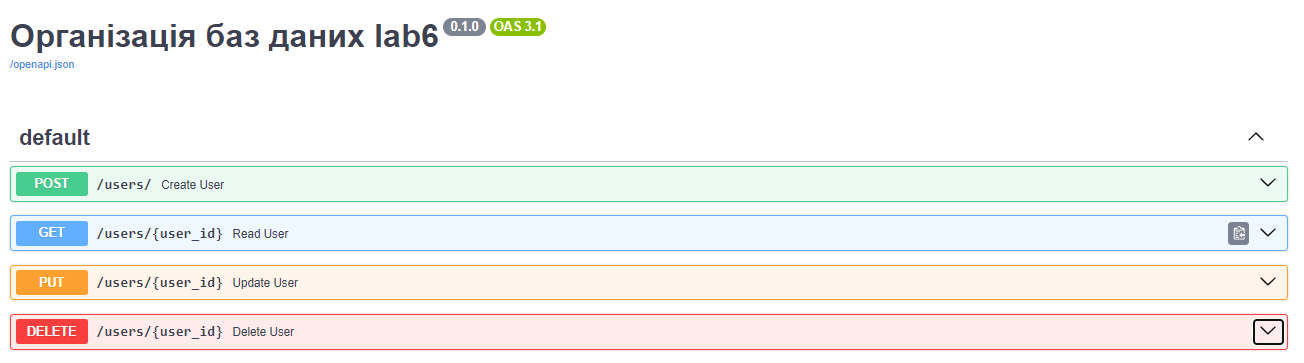 Організація баз даних lab6 0.1.0 OAS 3.1
/openapi.json
default
POST /users/ Create User
GET /users/{user_id} Read User
PUT /users/{user_id} Update User
DELETE /users/{user_id} Delete User